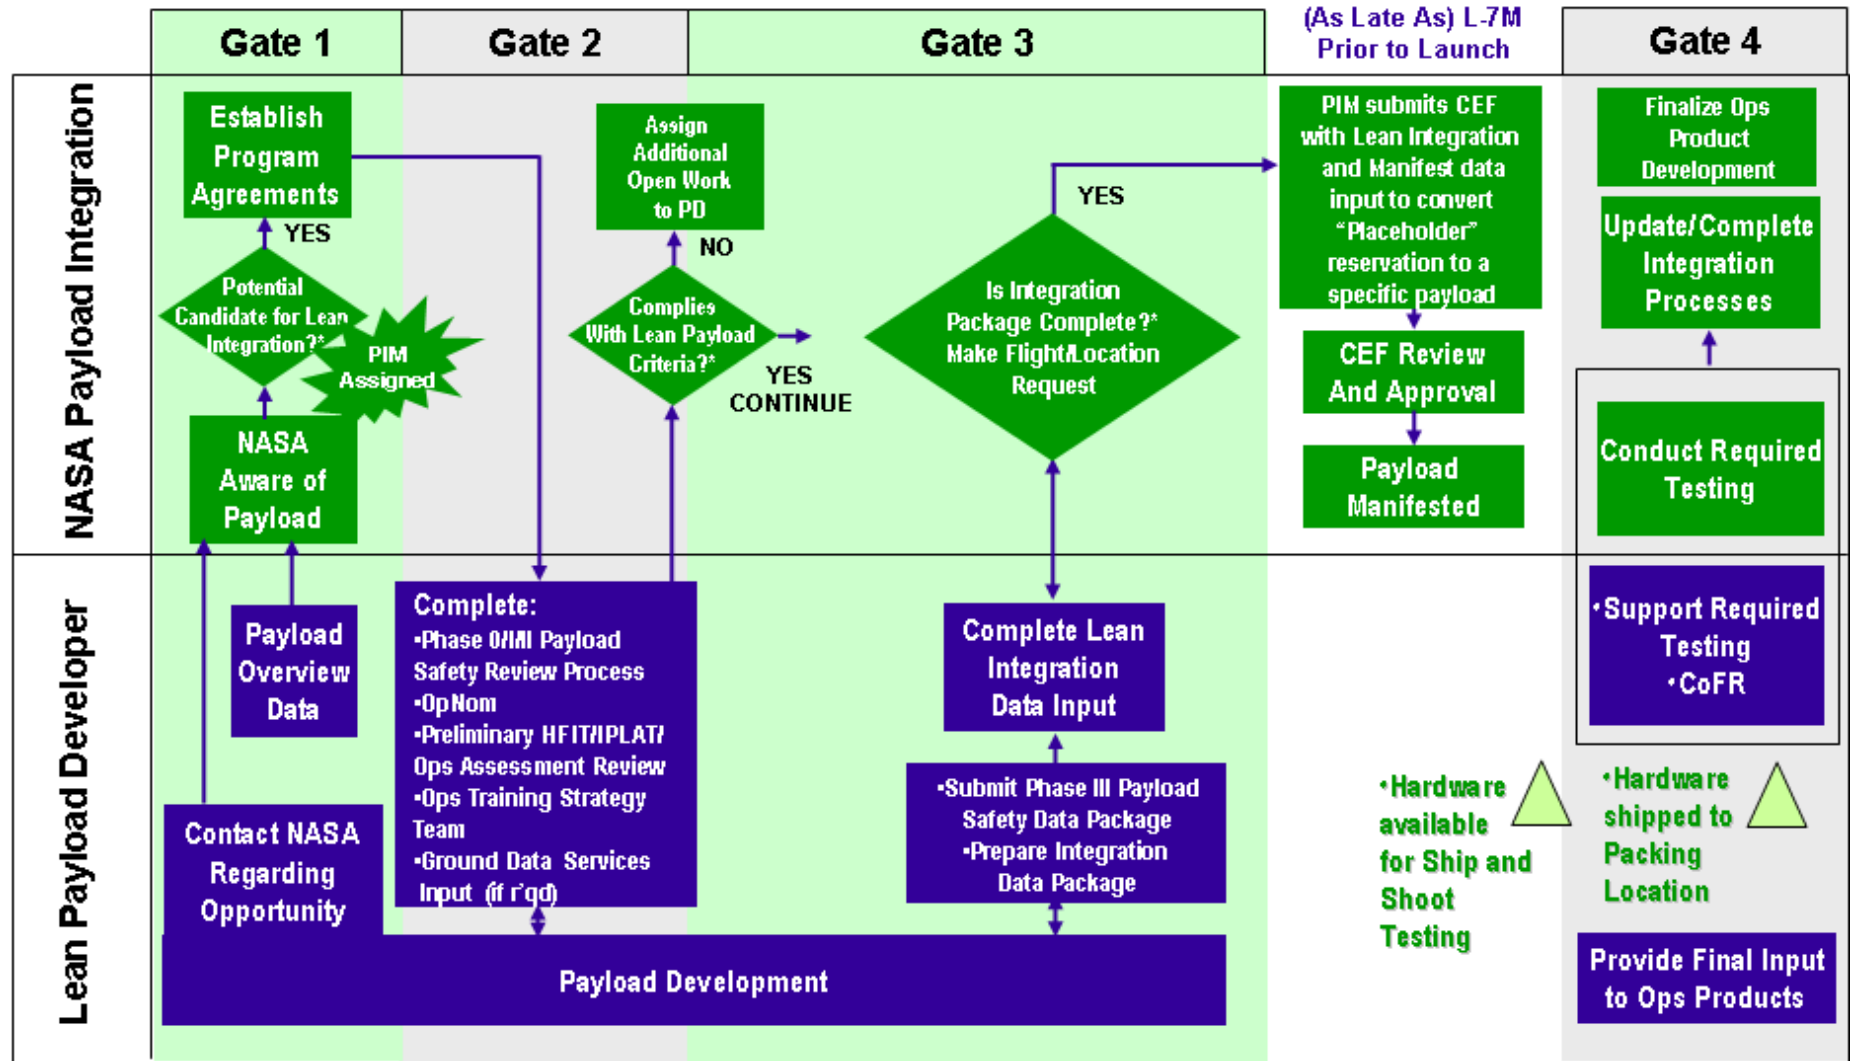 Gate 1
Gate 2
Gate 3
(As Late As) L-7M
Prior to Launch
Gate 4
NASA Payload Integration
Establish
Program
Agreements
YES
Potential
Candidate for Lean
Integration?*
PIM
Assigned
NASA
Aware of
Payload
Assign
Additional
Open Work
to PD
NO
Complies
With Lean Payload
Criteria?*
YES
CONTINUE
YES
Is Integration
Package Complete?*
Make Flight/Location
Request
PIM submits CEF
with Lean Integration
and Manifest data
input to convert
“Placeholder”
reservation to a
specific payload
CEF Review
And Approval
Payload
Manifested
Finalize Ops
Product
Development
Update/Complete
Integration
Processes
Conduct Required
Testing
Lean Payload Developer
Payload
Overview
Data
Contact NASA
Regarding
Opportunity
Complete:
•Phase 0/I/II Payload
Safety Review Process
•OpNom
•Preliminary HFIT/IPLAT/
Ops Assessment Review
•Ops Training Strategy
Team
•Ground Data Services
Input (if r'qd)
Complete Lean
Integration
Data Input
•Submit Phase III Payload
Safety Data Package
•Prepare Integration
Data Package
Payload Development
•Hardware
available
for Ship and
Shoot
Testing
•Support Required
Testing
•CoFR
•Hardware
shipped to
Packing
Location
Provide Final Input
to Ops Products